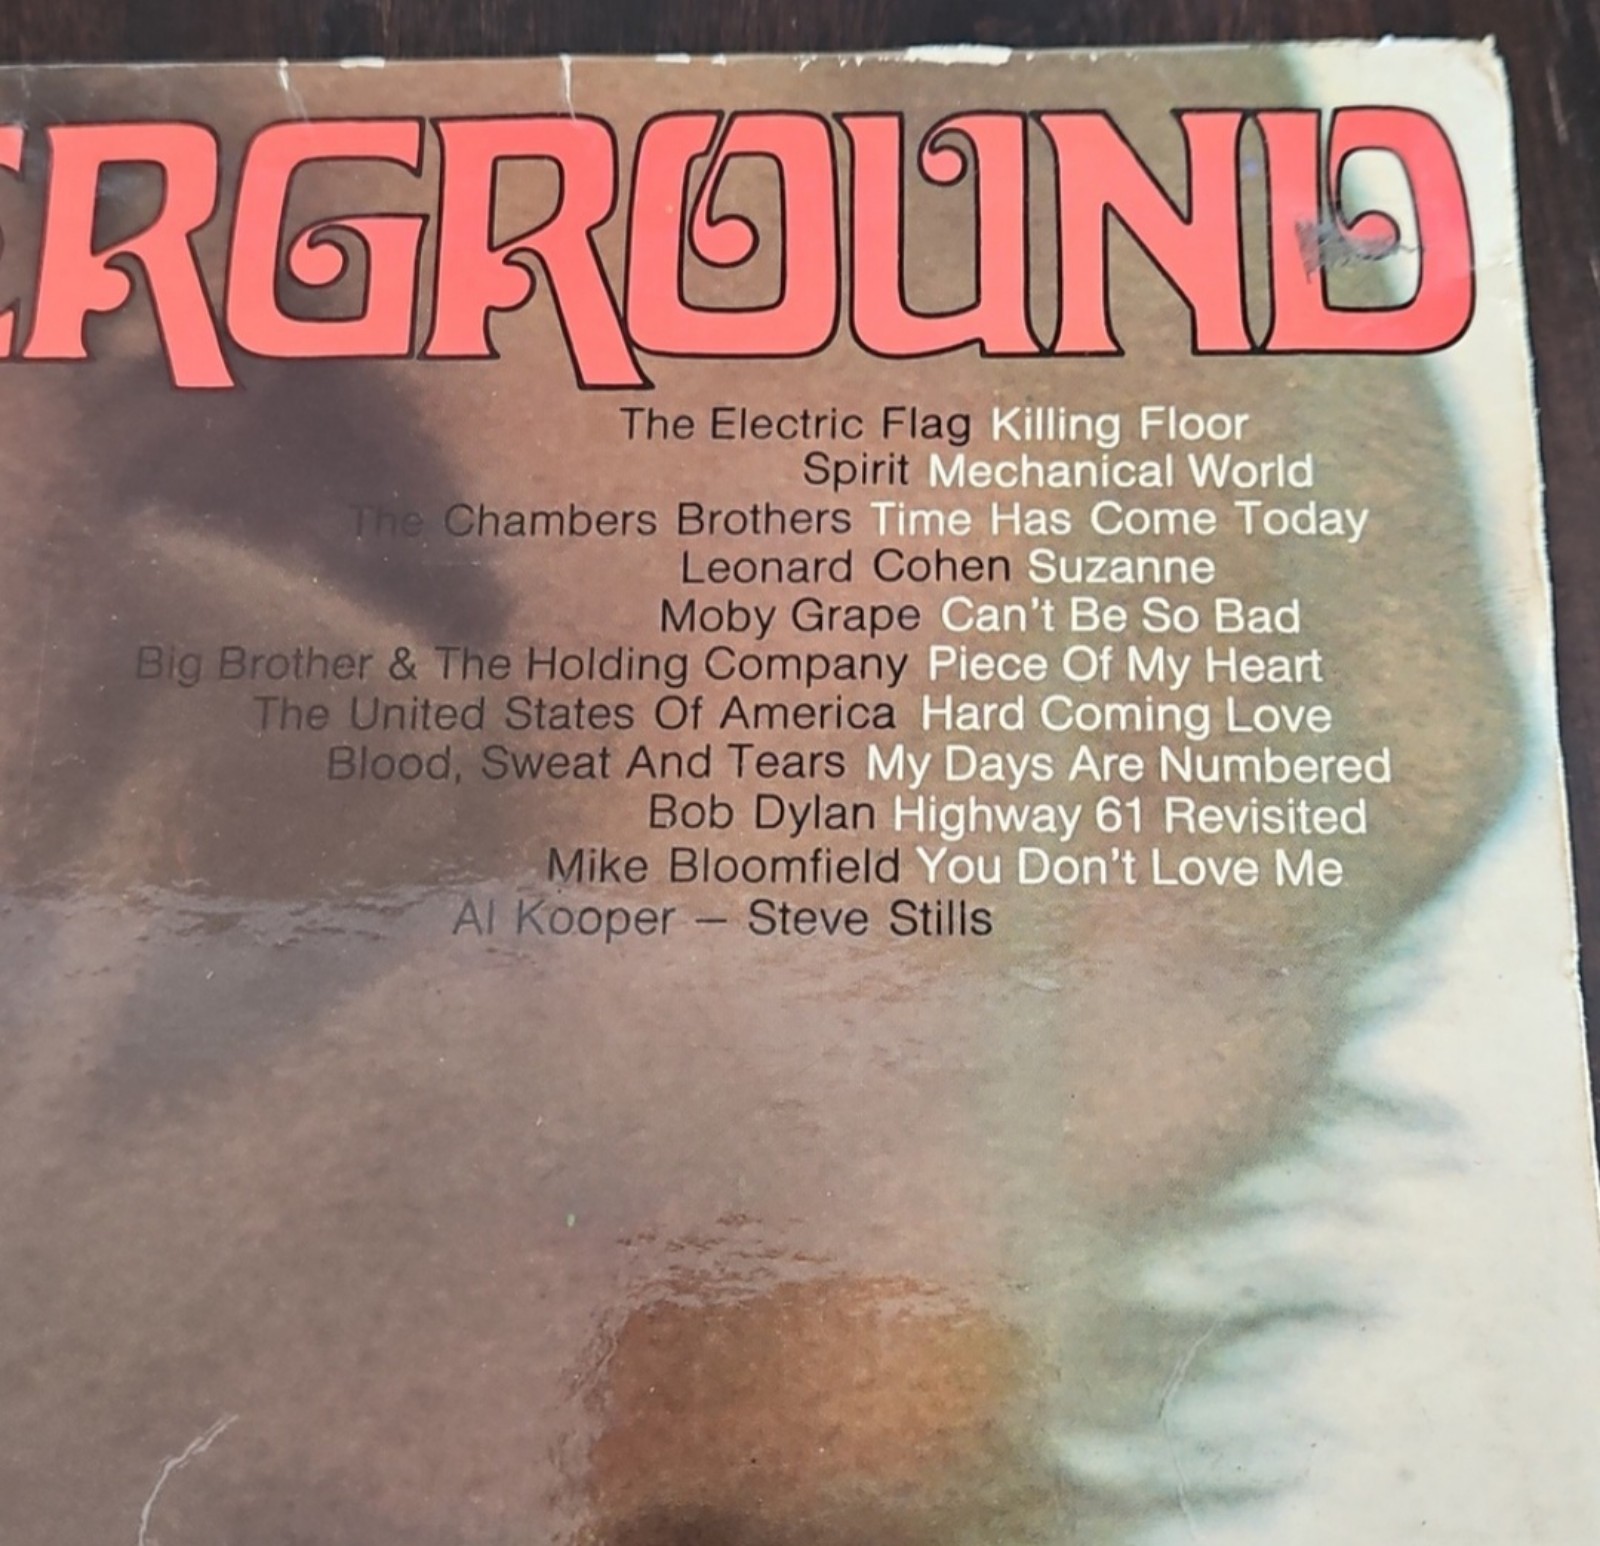 ERGROUND
The Electric Flag Killing Floor
Spirit Mechanical World
The Chambers Brothers Time Has Come Today
Leonard Cohen Suzanne
Moby Grape Can't Be So Bad
Big Brother & The Holding Company Piece Of My Heart
The United States Of America Hard Coming Love
Blood, Sweat And Tears My Days Are Numbered
Bob Dylan Highway 61 Revisited
Mike Bloomfield You Don't Love Me
Al Kooper – Steve Stills